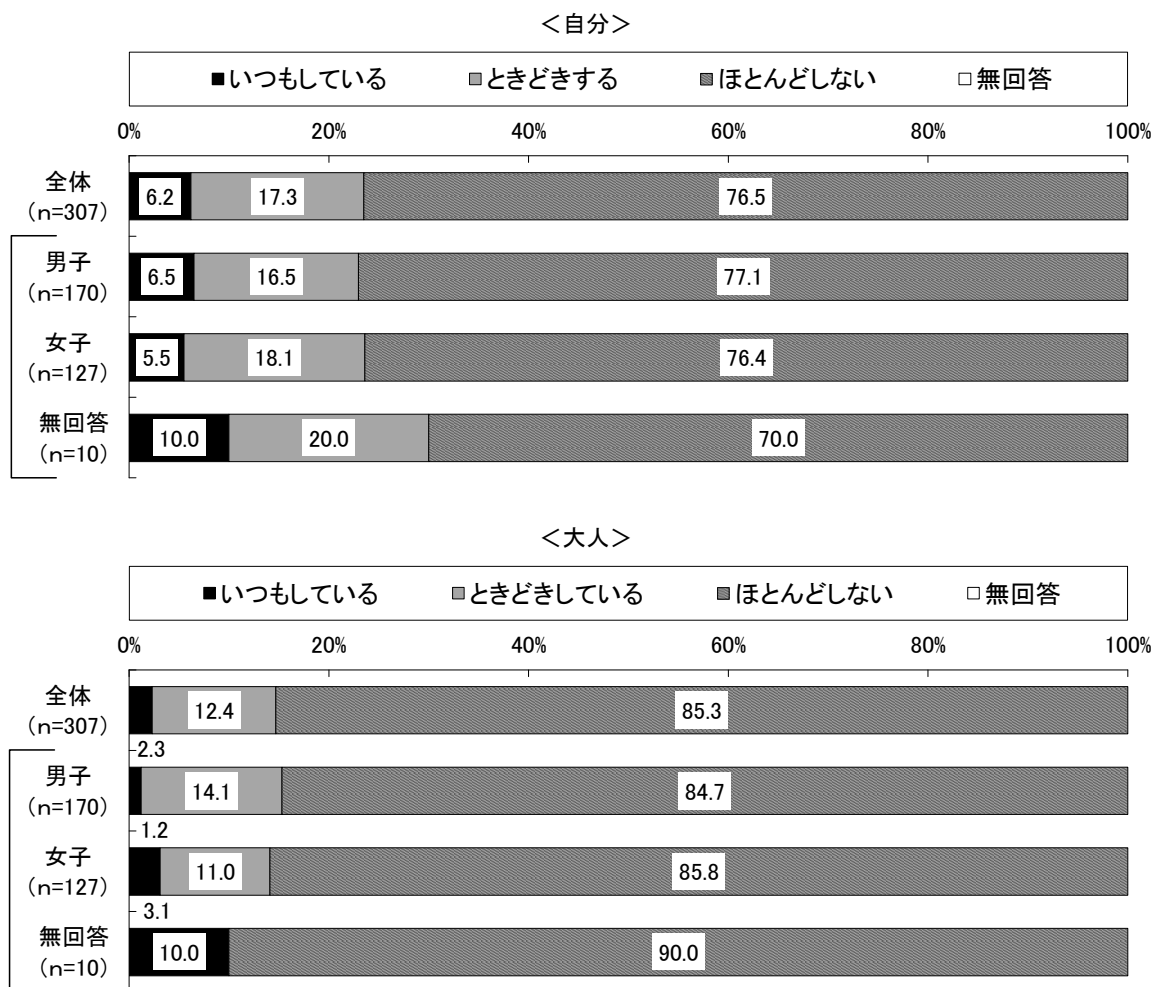 ＜自分＞
■いつもしている ■ときどきする ■ほとんどしない □無回答
0% 20% 40% 60% 80% 100%
全体
（n=307）
6.2 17.3 76.5
男子
（n=170）
6.5 16.5 77.1
女子
（n=127）
5.5 18.1 76.4
無回答
（n=10）
10.0 20.0 70.0
＜大人＞
■いつもしている ■ときどきしている ■ほとんどしない □無回答
0% 20% 40% 60% 80% 100%
全体
（n=307）
12.4 85.3
2.3
男子
（n=170）
14.1 84.7
1.2
女子
（n=127）
11.0 85.8
3.1
無回答
（n=10）
10.0 90.0